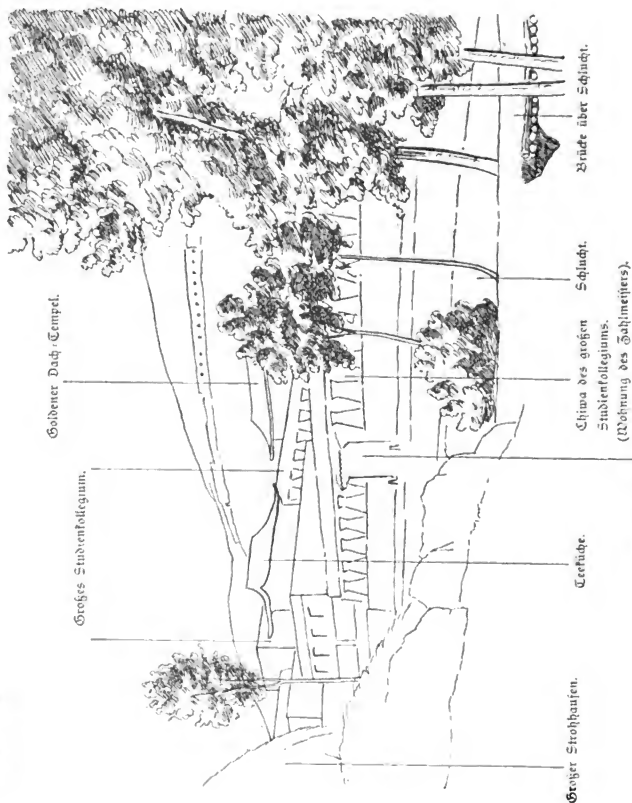 Großes Studienkollegium.
Goldener Dach-Tempel.
Großer Strohhaufen.
Teeküche.
Chiwa des großen
Studienkollegiums.
(Wohnung des Zahlmeisters).
Schlucht.
Brücke über Schlucht.